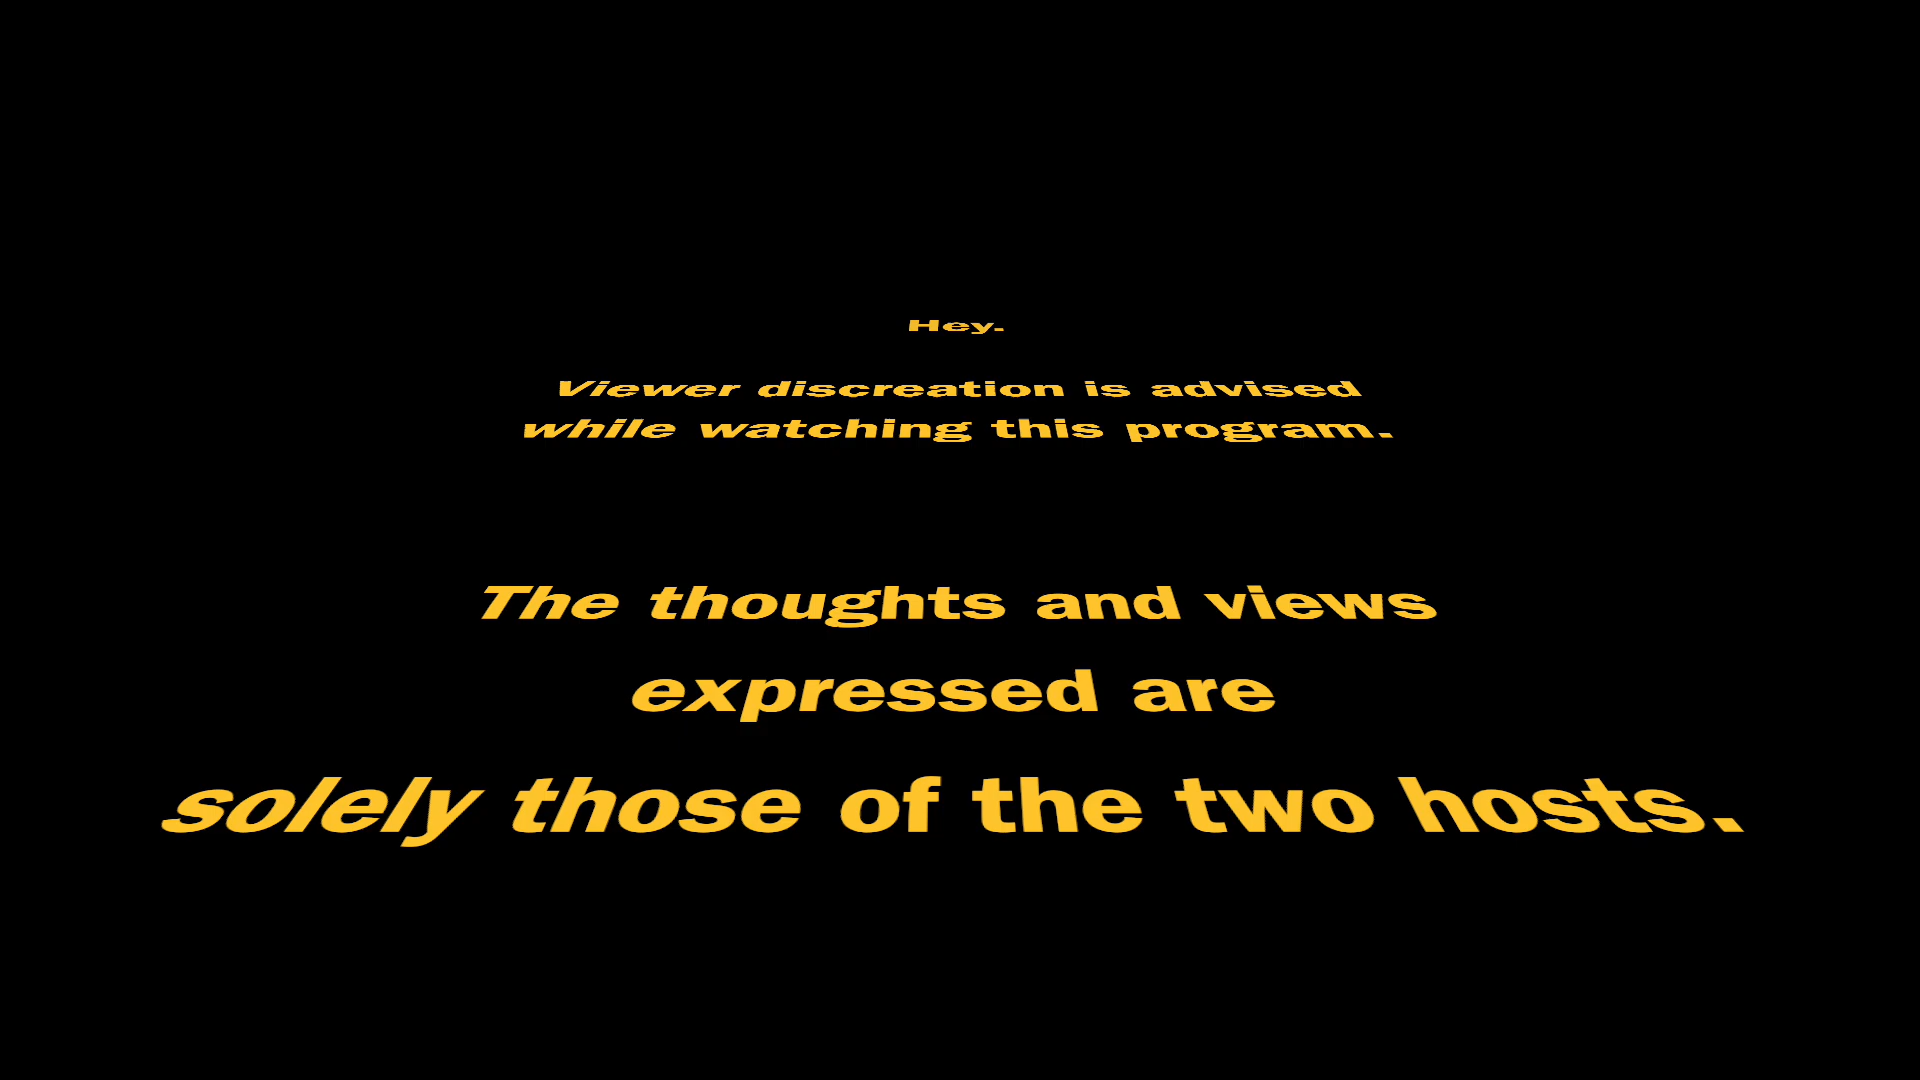 Hey.
Viewer discreation is advised
while watching this program.
The thoughts and views
expressed are
solely those of the two hosts.